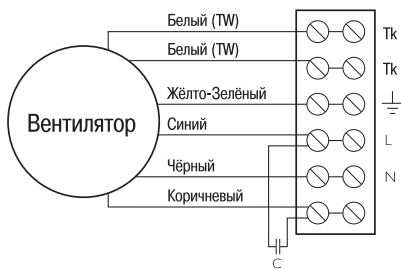 Белый (TW)
Tk
Белый (TW)
Tk
Жёлто-Зелёный
Вентилятор
Синий
L
Чёрный
N
Коричневый
C